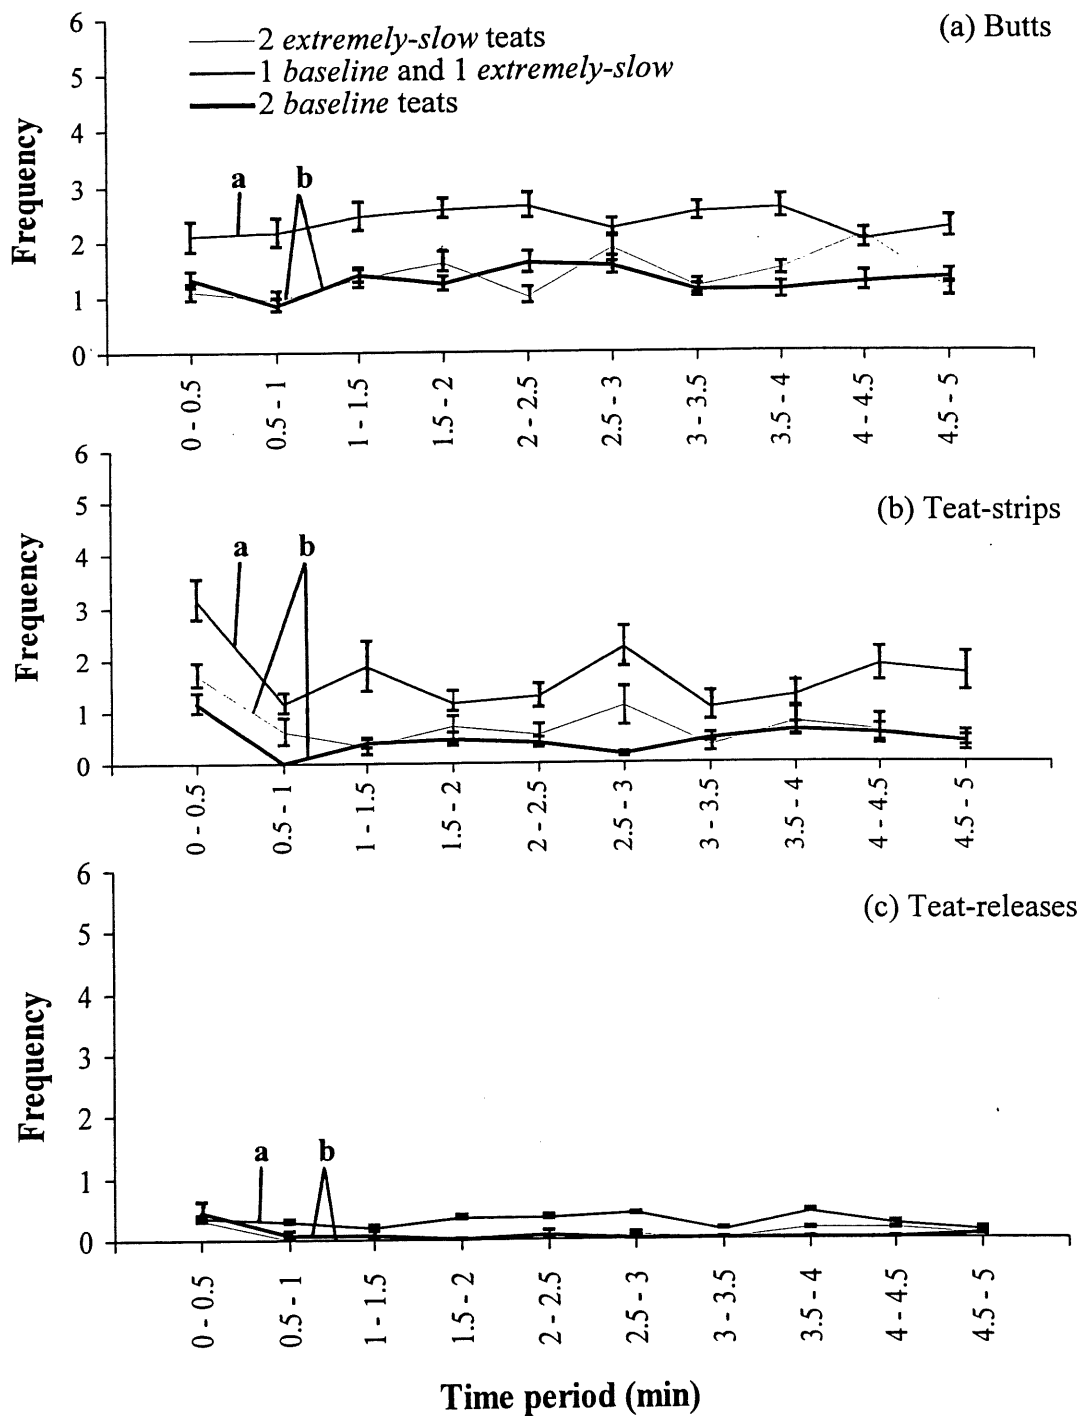 (a) Butts
2 extremely-slow teats
1 baseline and 1 extremely-slow
2 baseline teats
Frequency
6
5
4
3
2
1
0
a
b
0 - 0.5
0.5 - 1
1 - 1.5
1.5 - 2
2 - 2.5
2.5 - 3
3 - 3.5
3.5 - 4
4 - 4.5
4.5 - 5
(b) Teat-strips
Frequency
6
5
4
3
2
1
0
a
b
0 - 0.5
0.5 - 1
1 - 1.5
1.5 - 2
2 - 2.5
2.5 - 3
3 - 3.5
3.5 - 4
4 - 4.5
4.5 - 5
(c) Teat-releases
Frequency
6
5
4
3
2
1
0
a
b
0 - 0.5
0.5 - 1
1 - 1.5
1.5 - 2
2 - 2.5
2.5 - 3
3 - 3.5
3.5 - 4
4 - 4.5
4.5 - 5
Time period (min)